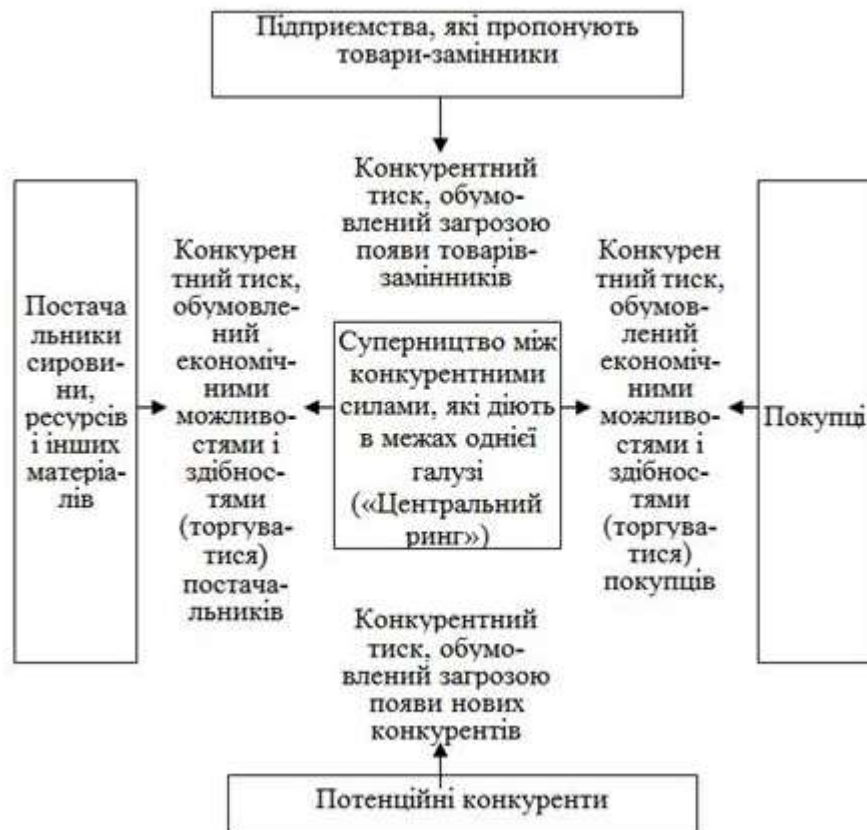 Підприємства, які пропонують
товари-замінники
Конкурентний
тиск, обумо-
влений загрозою
появи товарів-
замінників
Постача
льники
сирови-
ни,
ресурсів
і інших
матеріа-
лів
Конкурен
тний тиск,
обумовле-
ний
економіч-
ними
можливо-
стями і
здібнос-
тями
(торгува-
тися)
постача-
льників
Суперництво між
конкурентними
силами, які діють
в межах однієї
галузі
(«Центральний
ринг»)
Конкурен
тний тиск,
обумов-
лений
економіч-
ними
можливо-
стями і
здібнос-
тями
(торгува-
тися)
покупців
Покупці
Конкурентний
тиск, обумо-
влений загрозою
появи нових
конкурентів
Потенційні конкуренти